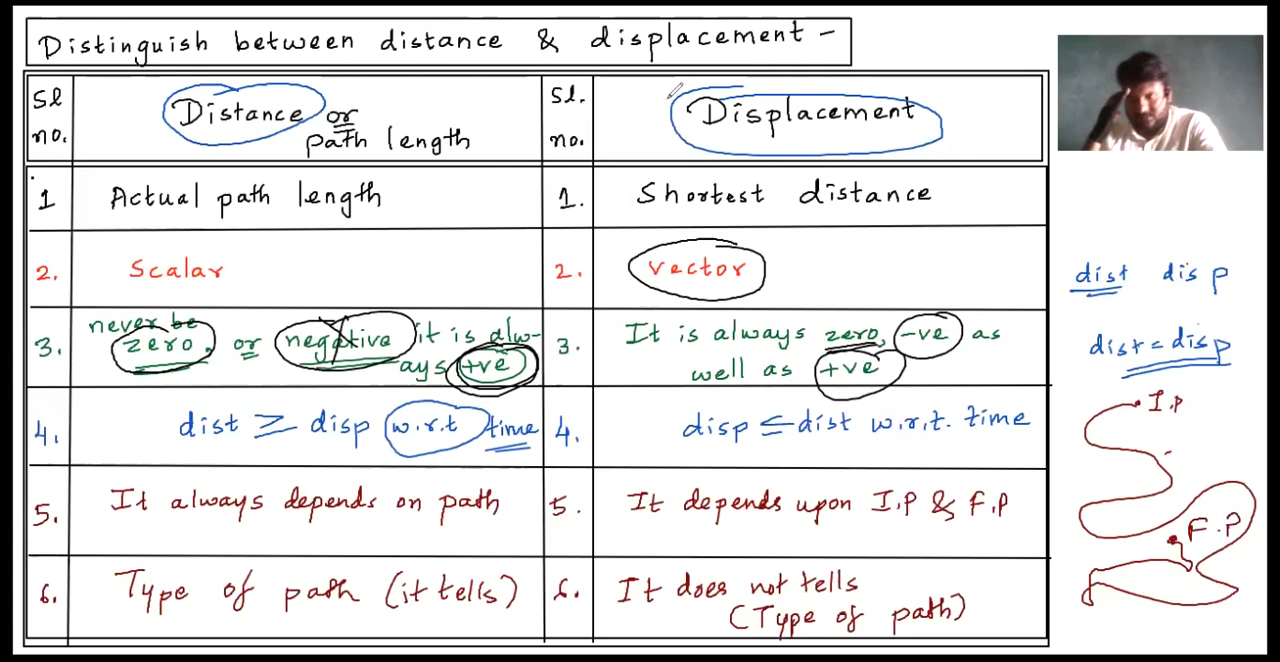 Distinguish between distance & displacement -
Sl
no.
Distance or
path length
Sl.
no.
Displacement
1
Actual path length
1.
Shortest distance
2.
Scalar
2.
vector
3.
never be
zero, or negative it is alw-
ays +ve
3.
It is always zero, -ve as
well as +ve
4.
dist ≥ disp w.r.t time
4.
disp ≤ dist w.r.t. time
5.
It always depends on path
5.
It depends upon I.P & F.P
6.
Type of path (it tells)
6.
It does not tells
(Type of path)
dist disp
dist = disp
I.P
F.P